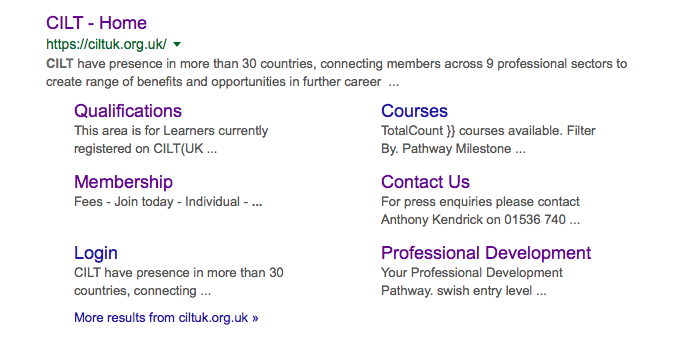 CILT - Home
https://ciltuk.org.uk/
CILT have presence in more than 30 countries, connecting members across 9 professional sectors to
create range of benefits and opportunities in further career ...
Qualifications
This area is for Learners currently
registered on CILT(UK ...
Courses
TotalCount }} courses available. Filter
By. Pathway Milestone ...
Membership
Fees - Join today - Individual - ...
Contact Us
For press enquiries please contact
Anthony Kendrick on 01536 740 ...
Login
CILT have presence in more than 30
countries, connecting ...
Professional Development
Your Professional Development
Pathway. swish entry level ...
More results from ciltuk.org.uk »